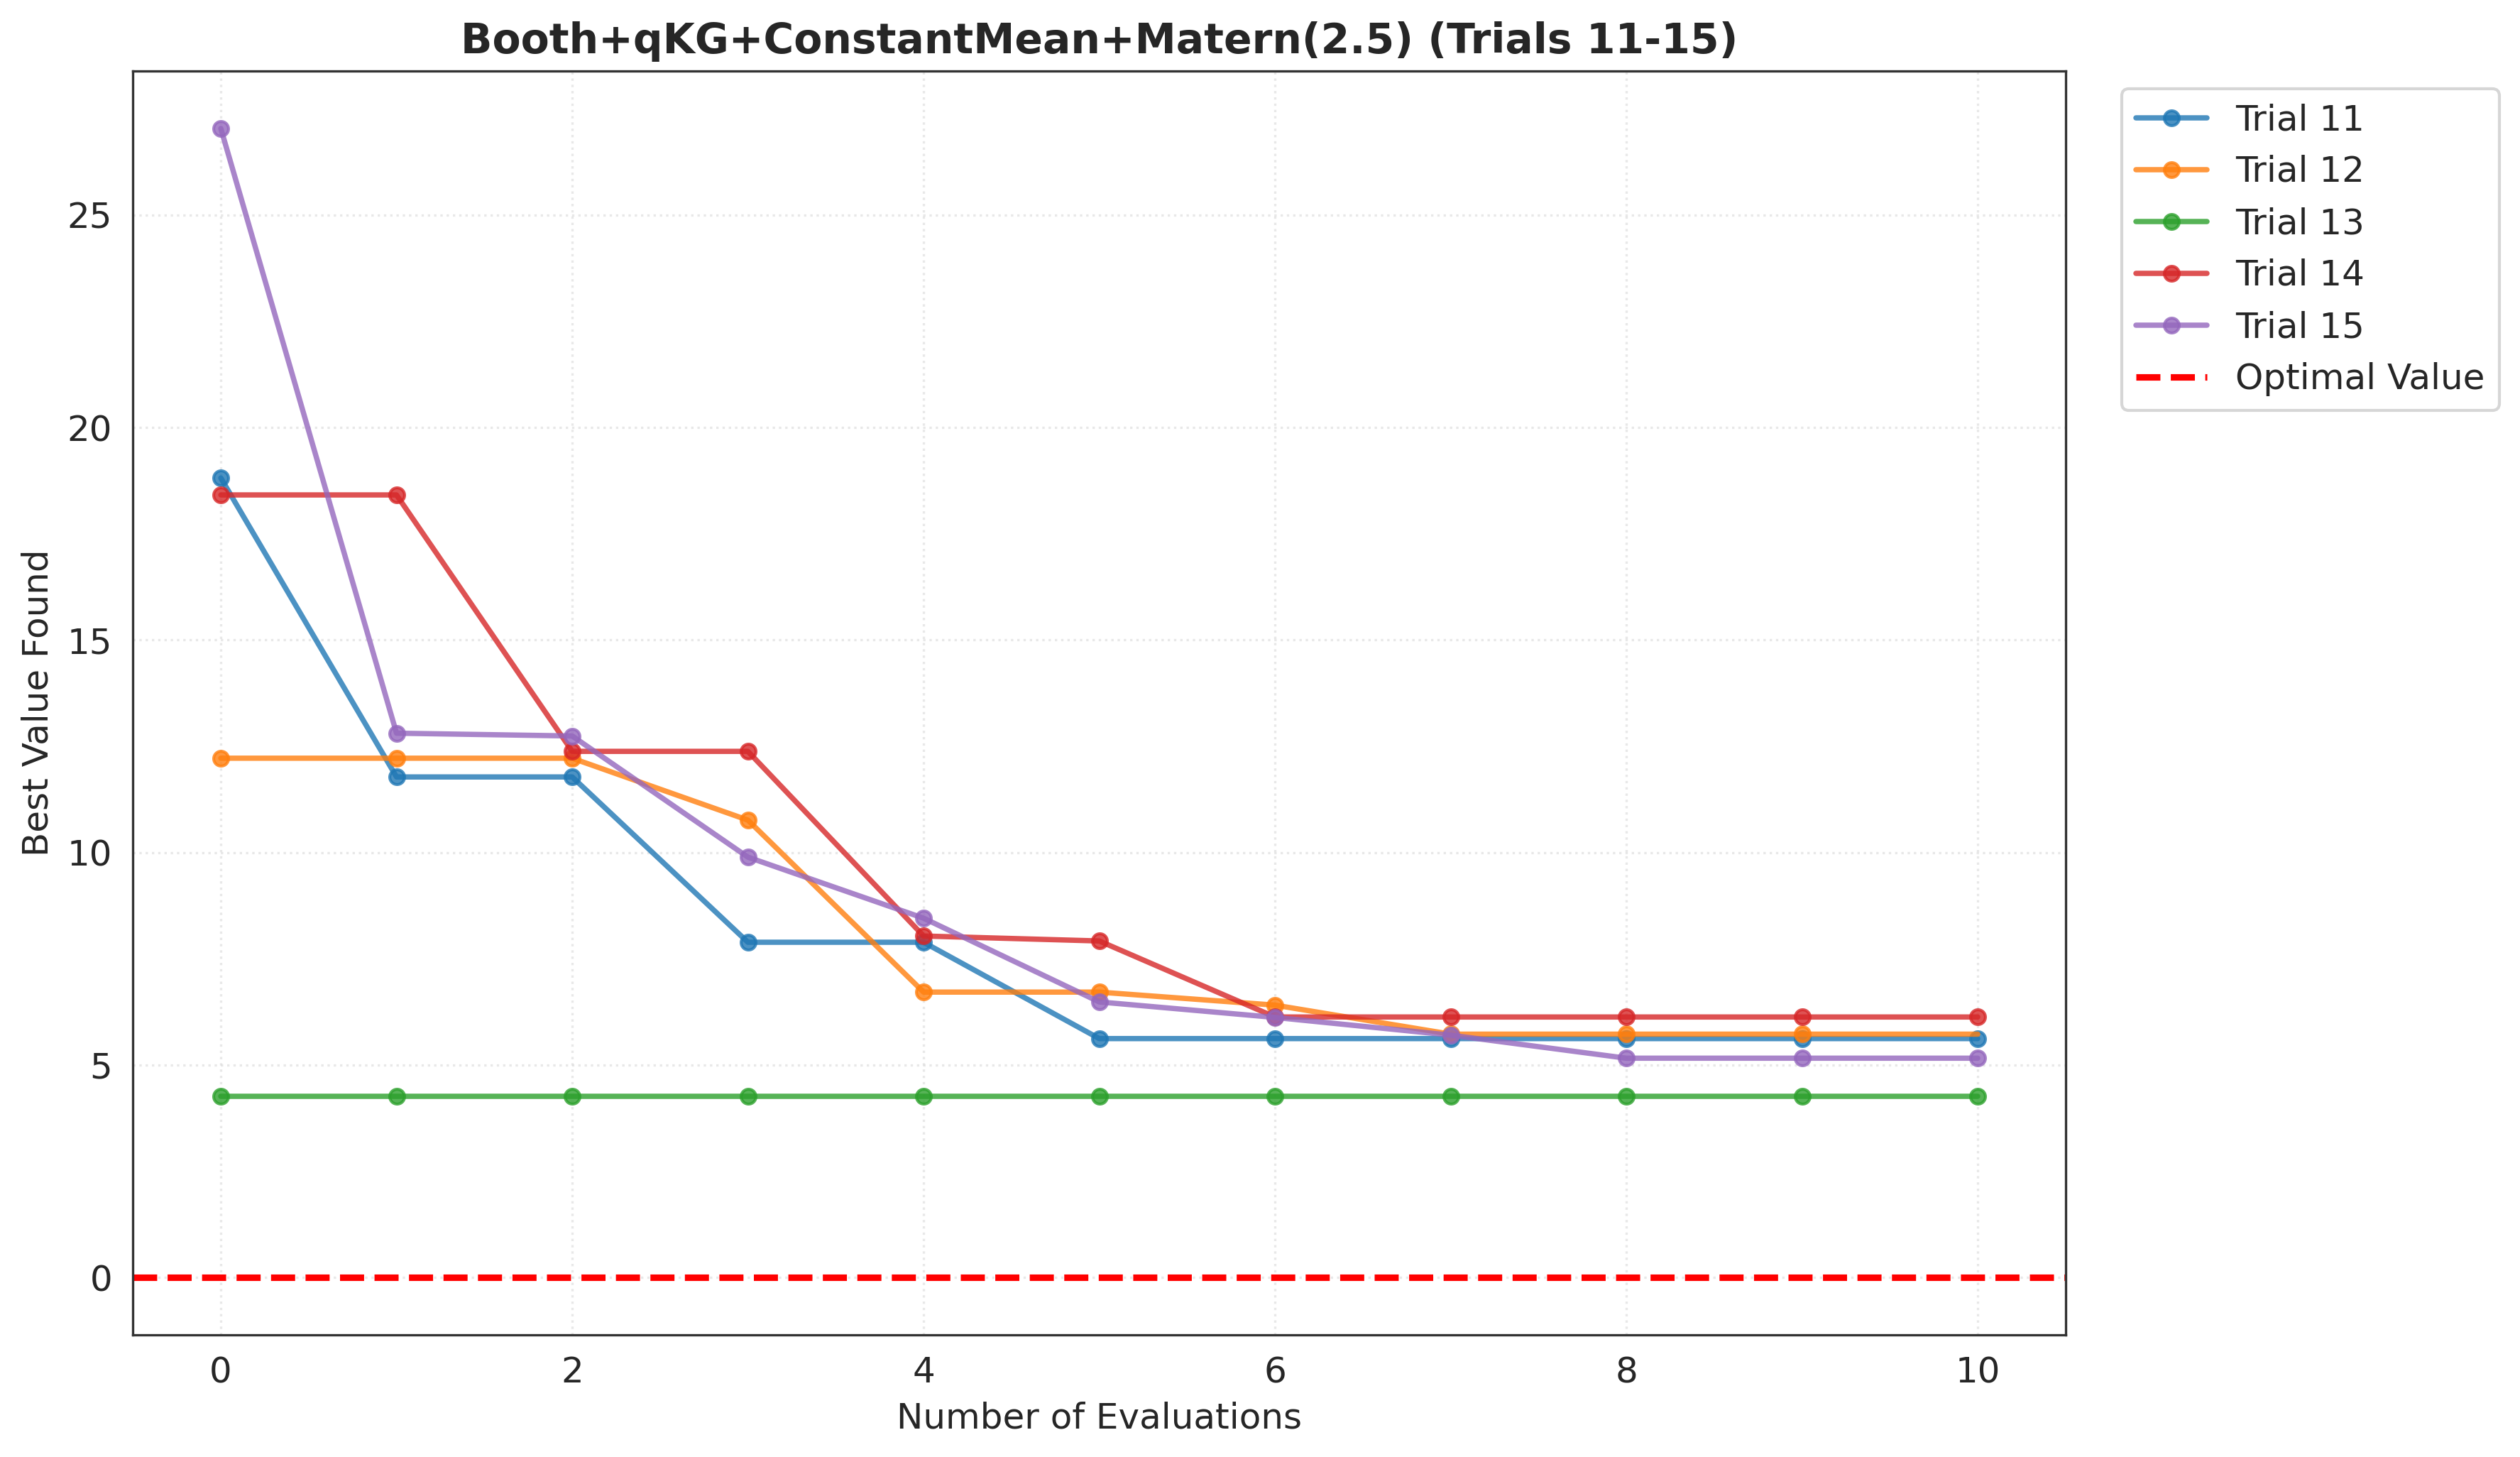 Booth+qKG+ConstantMean+Matern(2.5) (Trials 11-15)
Trial 11
Trial 12
Trial 13
Trial 14
Trial 15
Optimal Value
Best Value Found
25
20
15
10
5
0
0 2 4 6 8 10
Number of Evaluations